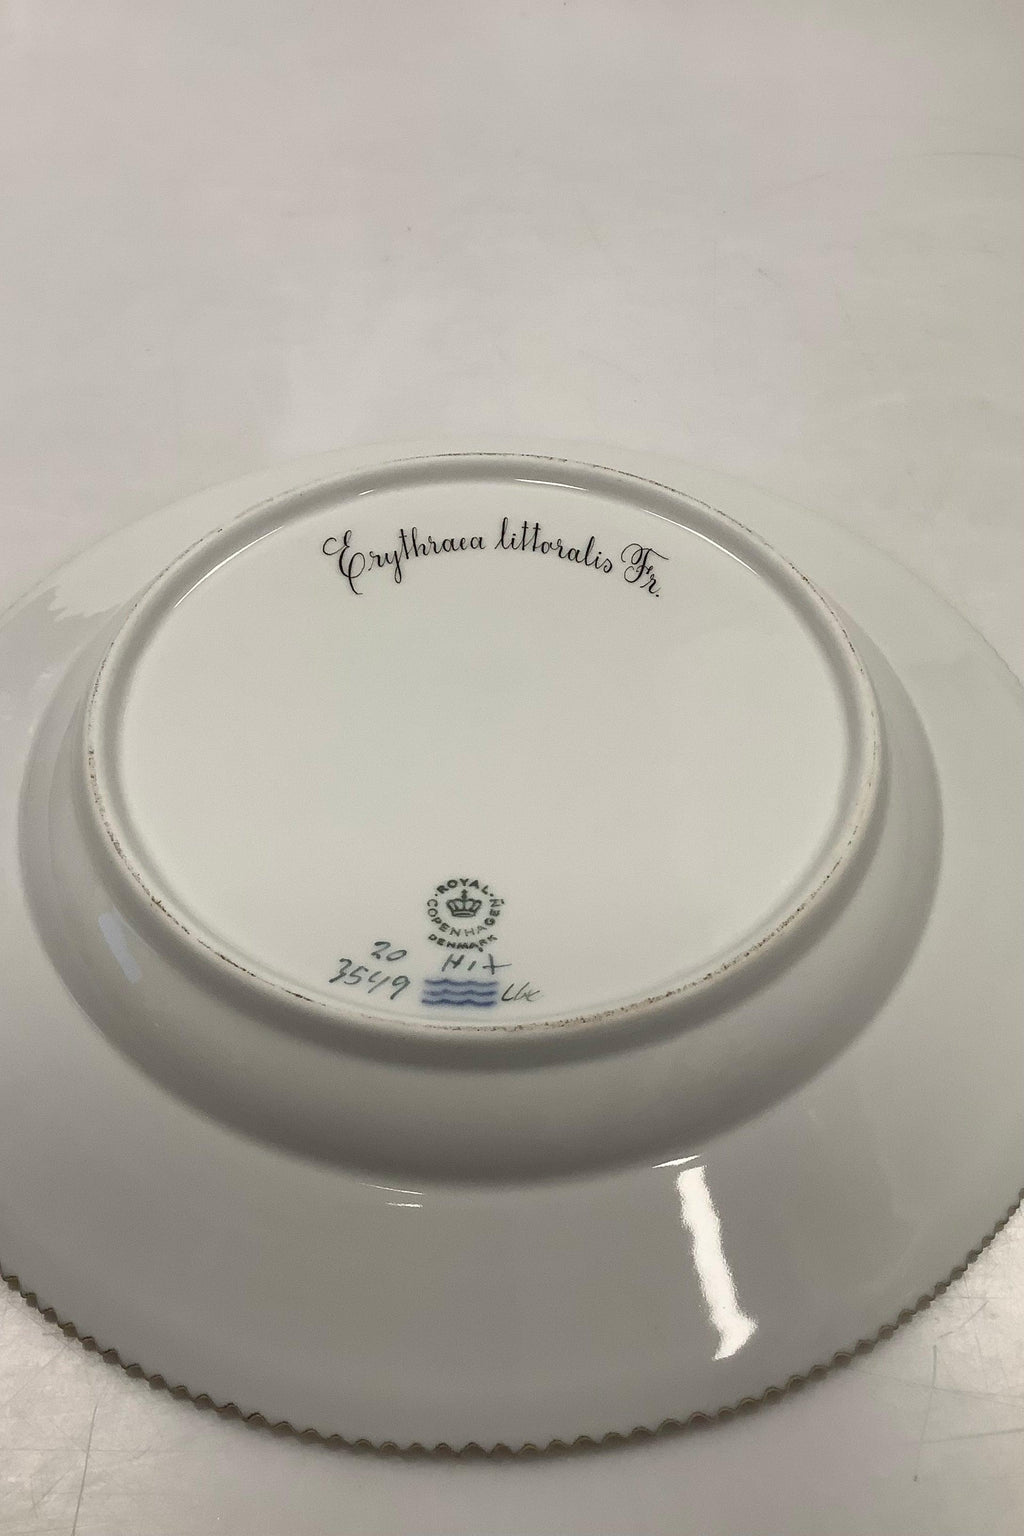 Erythraea littoralis Fr.
ROYAL
COPENHAGEN
DENMARK
20
3549